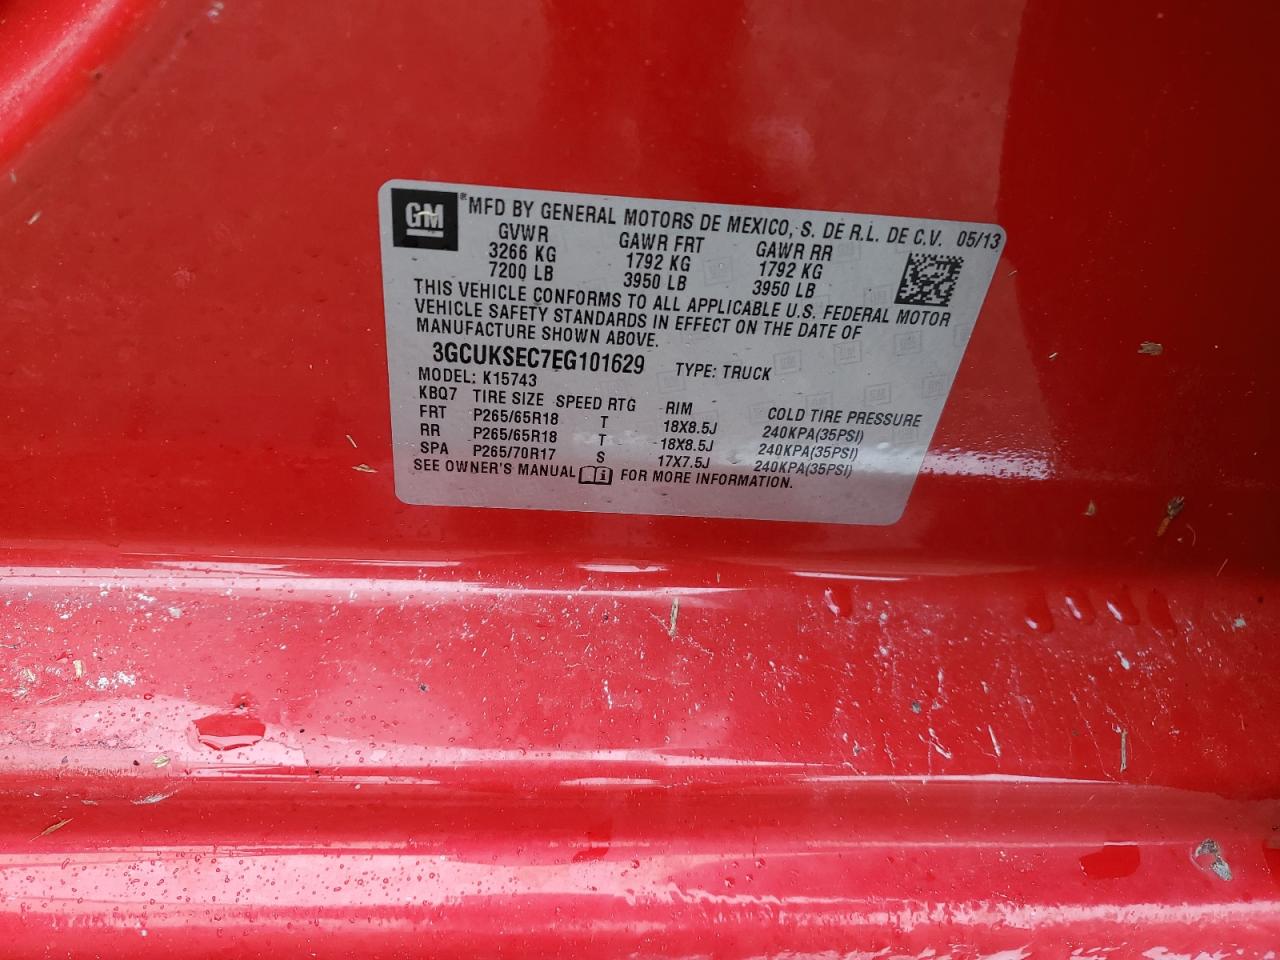 GM ® MFD BY GENERAL MOTORS DE MEXICO, S. DE R.L. DE C.V. 05/13
GVWR GAWR FRT GAWR RR
3266 KG 1792 KG 1792 KG
7200 LB 3950 LB 3950 LB
THIS VEHICLE CONFORMS TO ALL APPLICABLE U.S. FEDERAL MOTOR
VEHICLE SAFETY STANDARDS IN EFFECT ON THE DATE OF
MANUFACTURE SHOWN ABOVE.
3GCUKSEC7EG101629 TYPE: TRUCK
MODEL: K15743
KBQ7 TIRE SIZE SPEED RTG RIM COLD TIRE PRESSURE
FRT P265/65R18 T 18X8.5J 240KPA(35PSI)
RR P265/65R18 T 18X8.5J 240KPA(35PSI)
SPA P265/70R17 S 17X7.5J 240KPA(35PSI)
SEE OWNER'S MANUAL i FOR MORE INFORMATION.